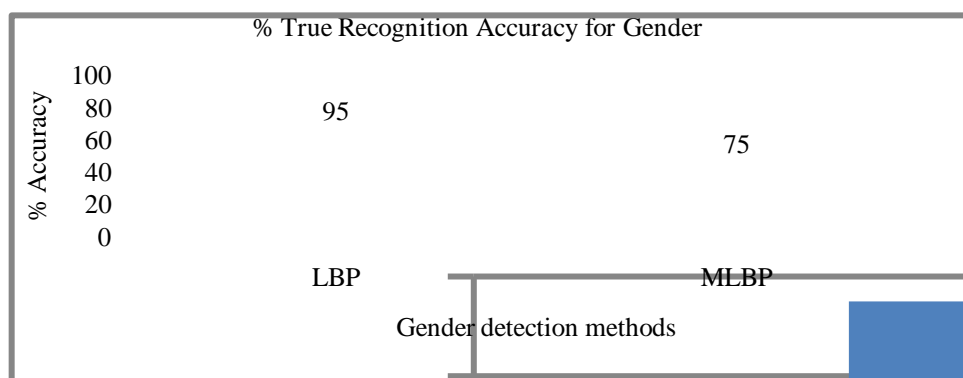 % True Recognition Accuracy for Gender
% Accuracy
100
80
60
40
20
0
95
75
LBP
MLBP
Gender detection methods